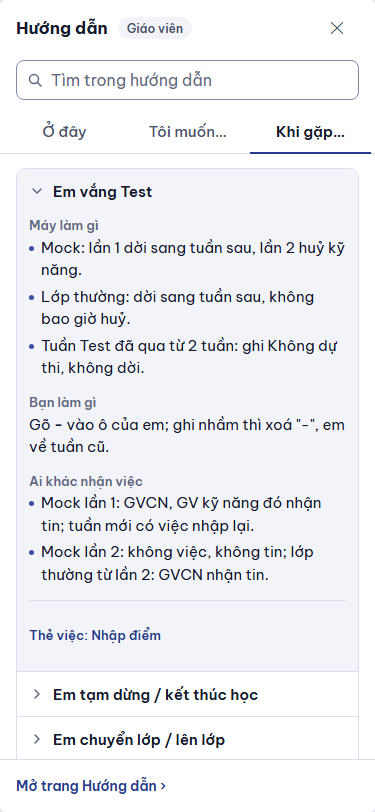 Hướng dẫn Giáo viên
Tìm trong hướng dẫn
Ở đây Tôi muốn... Khi gặp...
Em vắng Test
Máy làm gì
Mock: lần 1 dời sang tuần sau, lần 2 huỷ kỹ
năng.
Lớp thường: dời sang tuần sau, không
bao giờ huỷ.
Tuần Test đã qua từ 2 tuần: ghi Không dự
thi, không dời.
Bạn làm gì
Gõ - vào ô của em; ghi nhầm thì xoá "-", em
về tuần cũ.
Ai khác nhận việc
Mock lần 1: GVCN, GV kỹ năng đó nhận
tin; tuần mới có việc nhập lại.
Mock lần 2: không việc, không tin; lớp
thường từ lần 2: GVCN nhận tin.
Thẻ việc: Nhập điểm
Em tạm dừng / kết thúc học
Em chuyển lớp / lên lớp
Mở trang Hướng dẫn ›